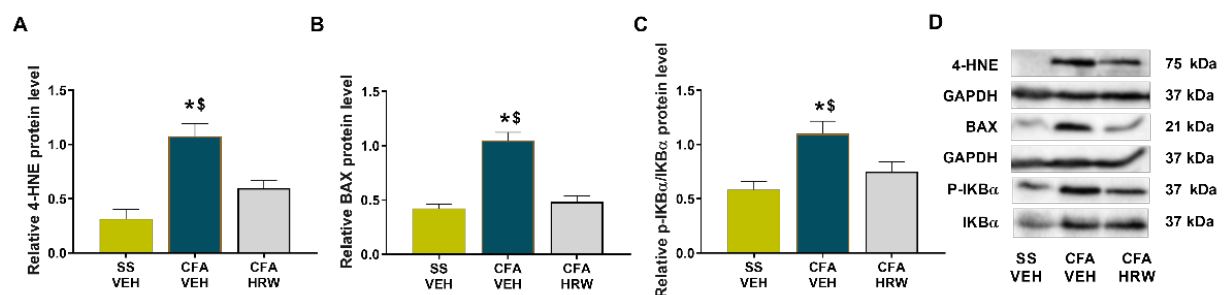 A
Relative 4-HNE protein level
1.5
1.0
0.5
0.0
*$
SS
VEH
CFA
VEH
CFA
HRW
B
Relative BAX protein level
1.5
1.0
0.5
0.0
*$
SS
VEH
CFA
VEH
CFA
HRW
C
Relative p-IKBα/IKBα protein level
1.5
1.0
0.5
0.0
*$
SS
VEH
CFA
VEH
CFA
HRW
D
4-HNE 75 kDa
GAPDH 37 kDa
BAX 21 kDa
GAPDH 37 kDa
P-IKBα 37 kDa
IKBα 37 kDa
SS CFA CFA
VEH VEH HRW